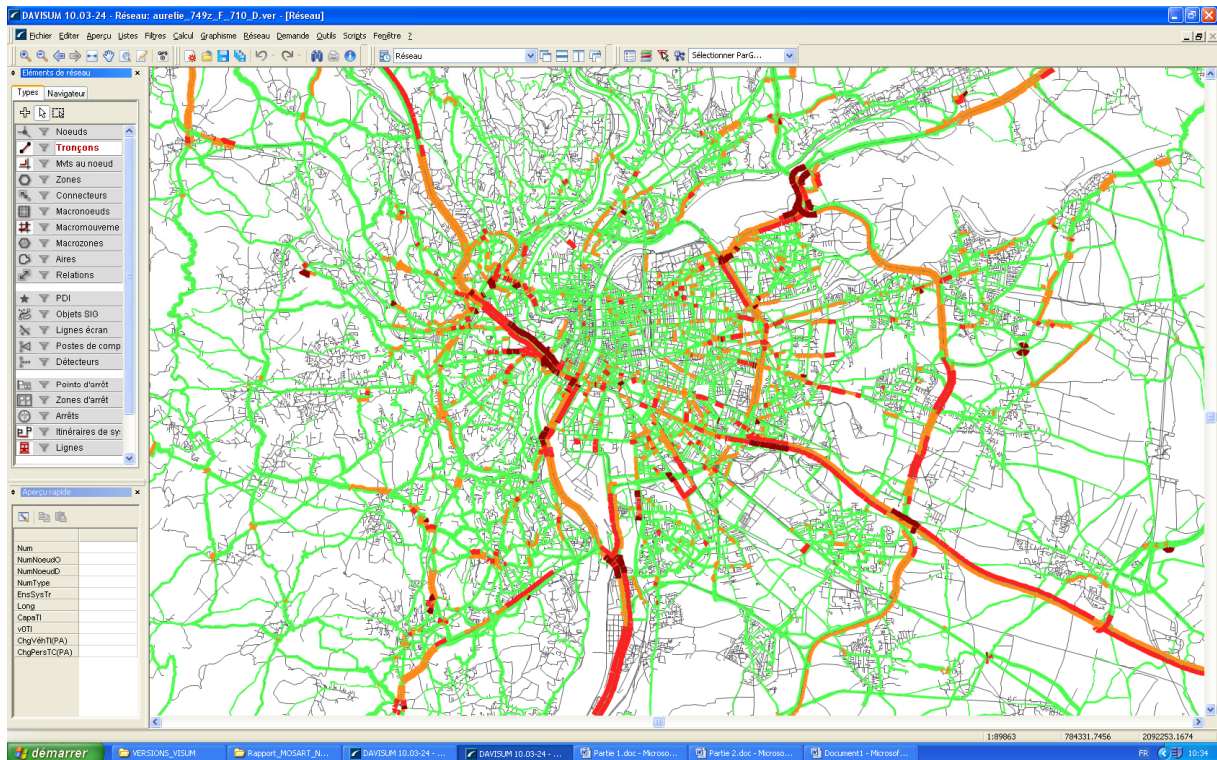 DAVISUM 10.03-24 - Réseau: aurelie_749z_F_710_D.ver - [Réseau]
Fichier Editer Aperçu Listes Filtres Calcul Graphisme Réseau Demande Outils Scripts Fenêtre ?
Réseau
Sélectionner ParG...
Eléments de réseau
Types Navigateur
Noeuds
Tronçons
Mvts au noeud
Zones
Connecteurs
Macronoeuds
Macromouveme
Macrozones
Aires
Relations
PDI
Objets SIG
Lignes écran
Postes de comp
Détecteurs
Points d'arrêt
Zones d'arrêt
Arrêts
Itinéraires de sy:
Lignes
Aperçu rapide
Num
NumNoeudO
NumNoeudD
NumType
EnsSysTr
Long
CapaTI
v0TI
ChgVéhTI(PA)
ChgPersTC(PA)
1:89863 784331.7456 2092253.1674
démarrer VERSIONS_VISUM Rapport_MOSART_N... DAVISUM 10.03-24 - ... DAVISUM 10.03-24 - ... Partie 1.doc - Microso... Partie 2.doc - Microso... Document1 - Microsof... FR 10:34